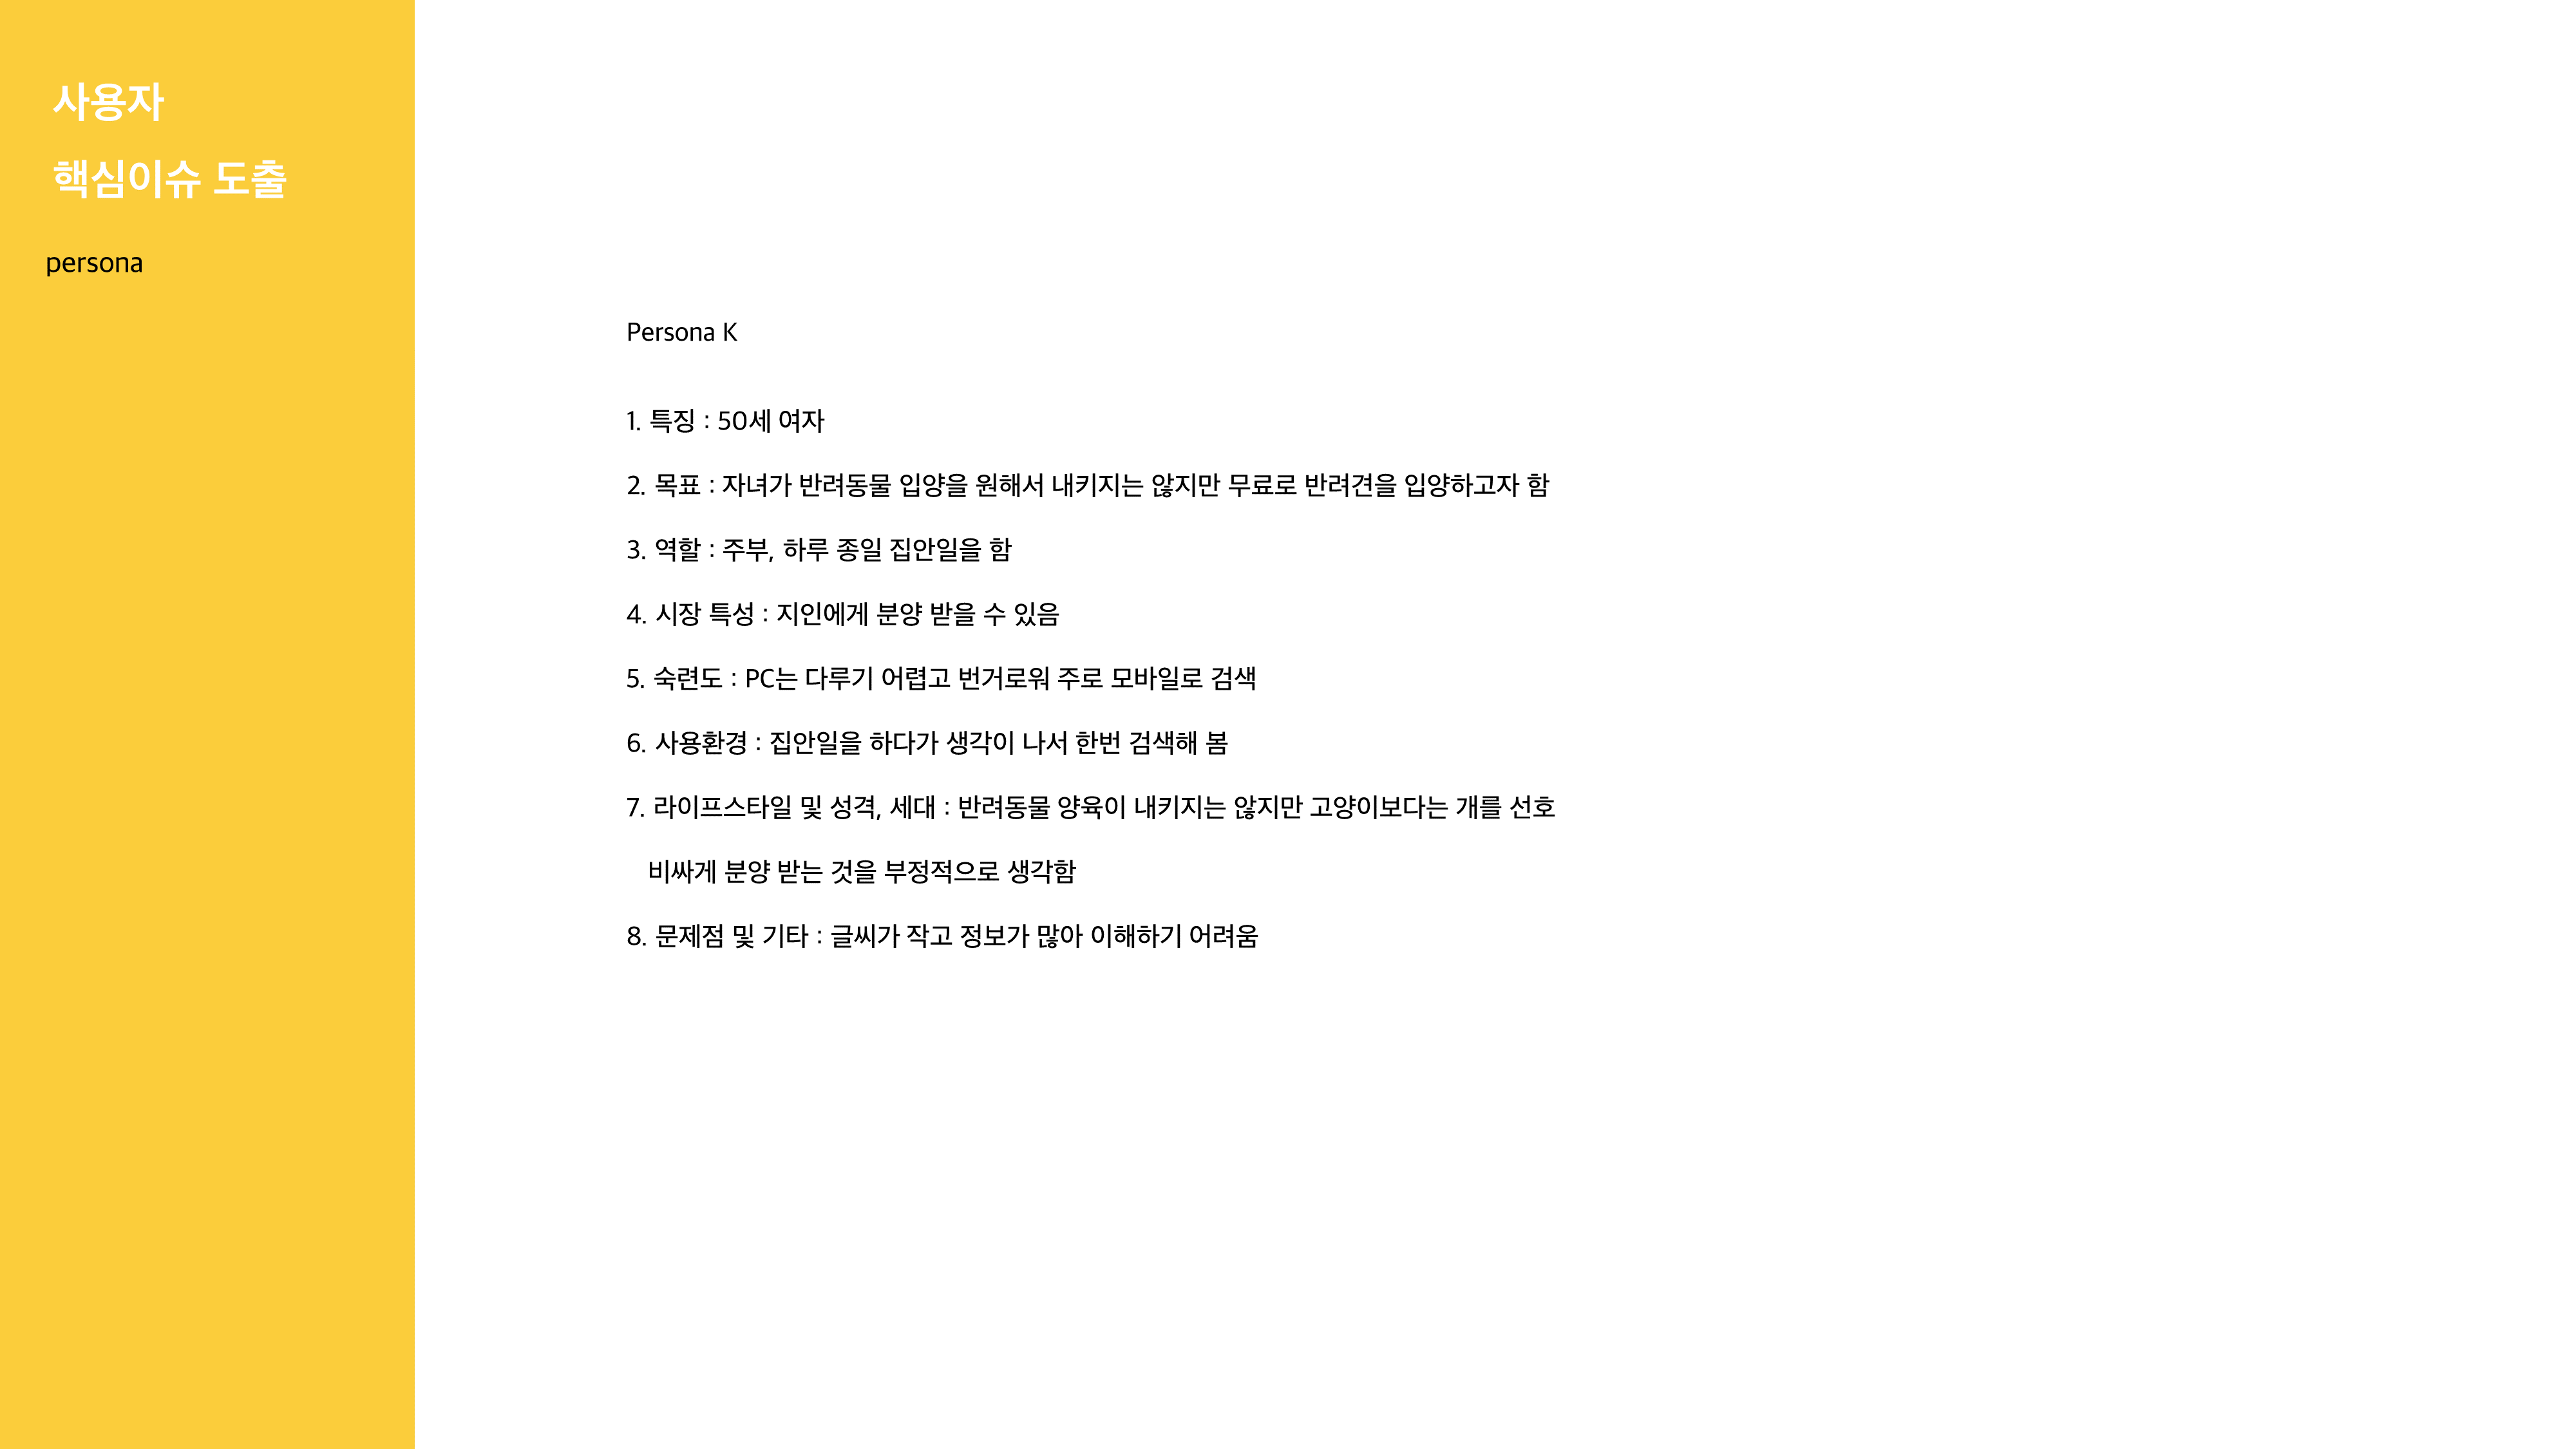 사용자
핵심이슈 도출
persona
Persona K
1. 특징 : 50세 여자
2. 목표 : 자녀가 반려동물 입양을 원해서 내키지는 않지만 무료로 반려견을 입양하고자 함
3. 역할 : 주부, 하루 종일 집안일을 함
4. 시장 특성 : 지인에게 분양 받을 수 있음
5. 숙련도 : PC는 다루기 어렵고 번거로워 주로 모바일로 검색
6. 사용환경 : 집안일을 하다가 생각이 나서 한번 검색해 봄
7. 라이프스타일 및 성격, 세대 : 반려동물 양육이 내키지는 않지만 고양이보다는 개를 선호
비싸게 분양 받는 것을 부정적으로 생각함
8. 문제점 및 기타 : 글씨가 작고 정보가 많아 이해하기 어려움